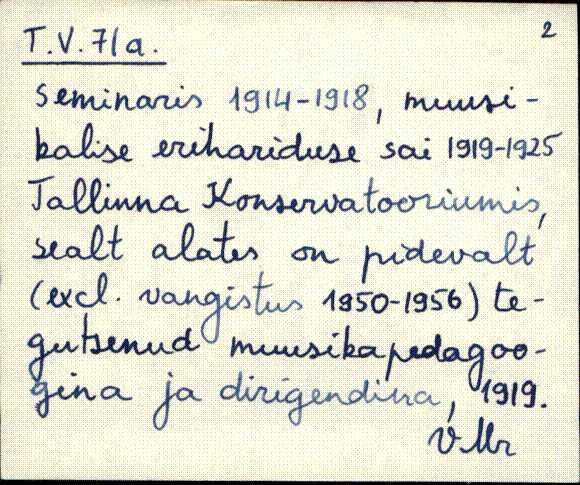 2
T.V.71a.
seminaris 1914-1918, muusi-
kalise erihariduse sai 1919-1925
Tallinna Konservatooriumis,
sealt alates on pidevalt
(excl. vangistus 1950-1956) te-
gutsenud muusikapedagoo-
gina ja dirigendina, 1919.